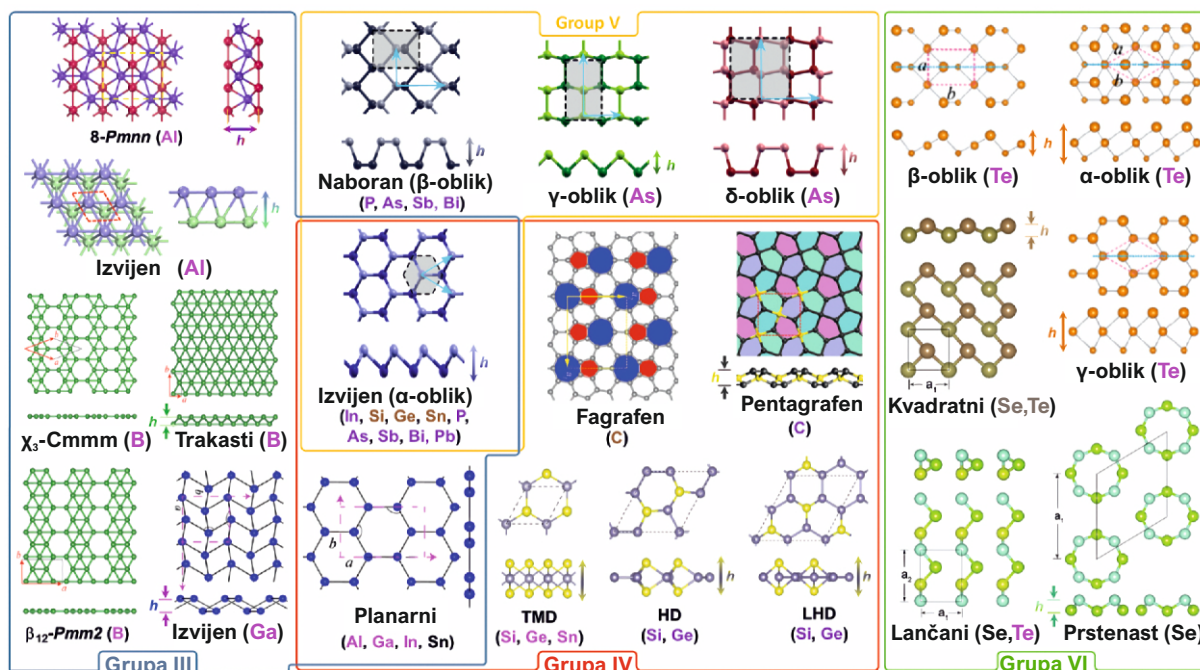 Group V
8-Pmnn (Al)
h
Izvijen (Al)
h
χ₃-Cmmm (B)
h
Trakasti (B)
β₁₂-Pmm2 (B)
h
Izvijen (Ga)
Grupa III
h
Naboran (β-oblik)
(P, As, Sb, Bi)
h
γ-oblik (As)
h
δ-oblik (As)
h
Izvijen (α-oblik)
(In, Si, Ge, Sn, P,
As, Sb, Bi, Pb)
Fagrafen
(C)
h
Pentagrafen
(C)
b
a
Planarni
(Al, Ga, In, Sn)
TMD
(Si, Ge, Sn)
h
HD
(Si, Ge)
h
LHD
(Si, Ge)
Grupa IV
a
b
h
β-oblik (Te)
a
b
h
α-oblik (Te)
h
a₁
Kvadratni (Se,Te)
h
γ-oblik (Te)
a₂
a₁
Lančani (Se,Te)
a₁
h
Prstenast (Se)
Grupa VI